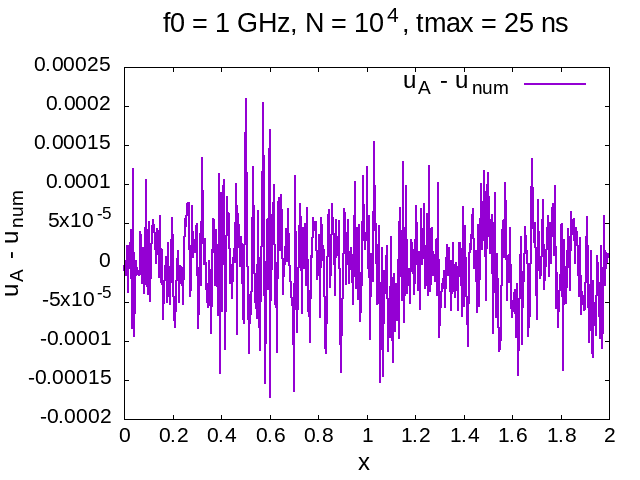 f0 = 1 GHz, N = 10^4, tmax = 25 ns
u_A - u_num
0.00025
0.0002
0.00015
0.0001
5x10^-5
0
-5x10^-5
-0.0001
-0.00015
-0.0002
u_A - u_num
0 0.2 0.4 0.6 0.8 1 1.2 1.4 1.6 1.8 2
x